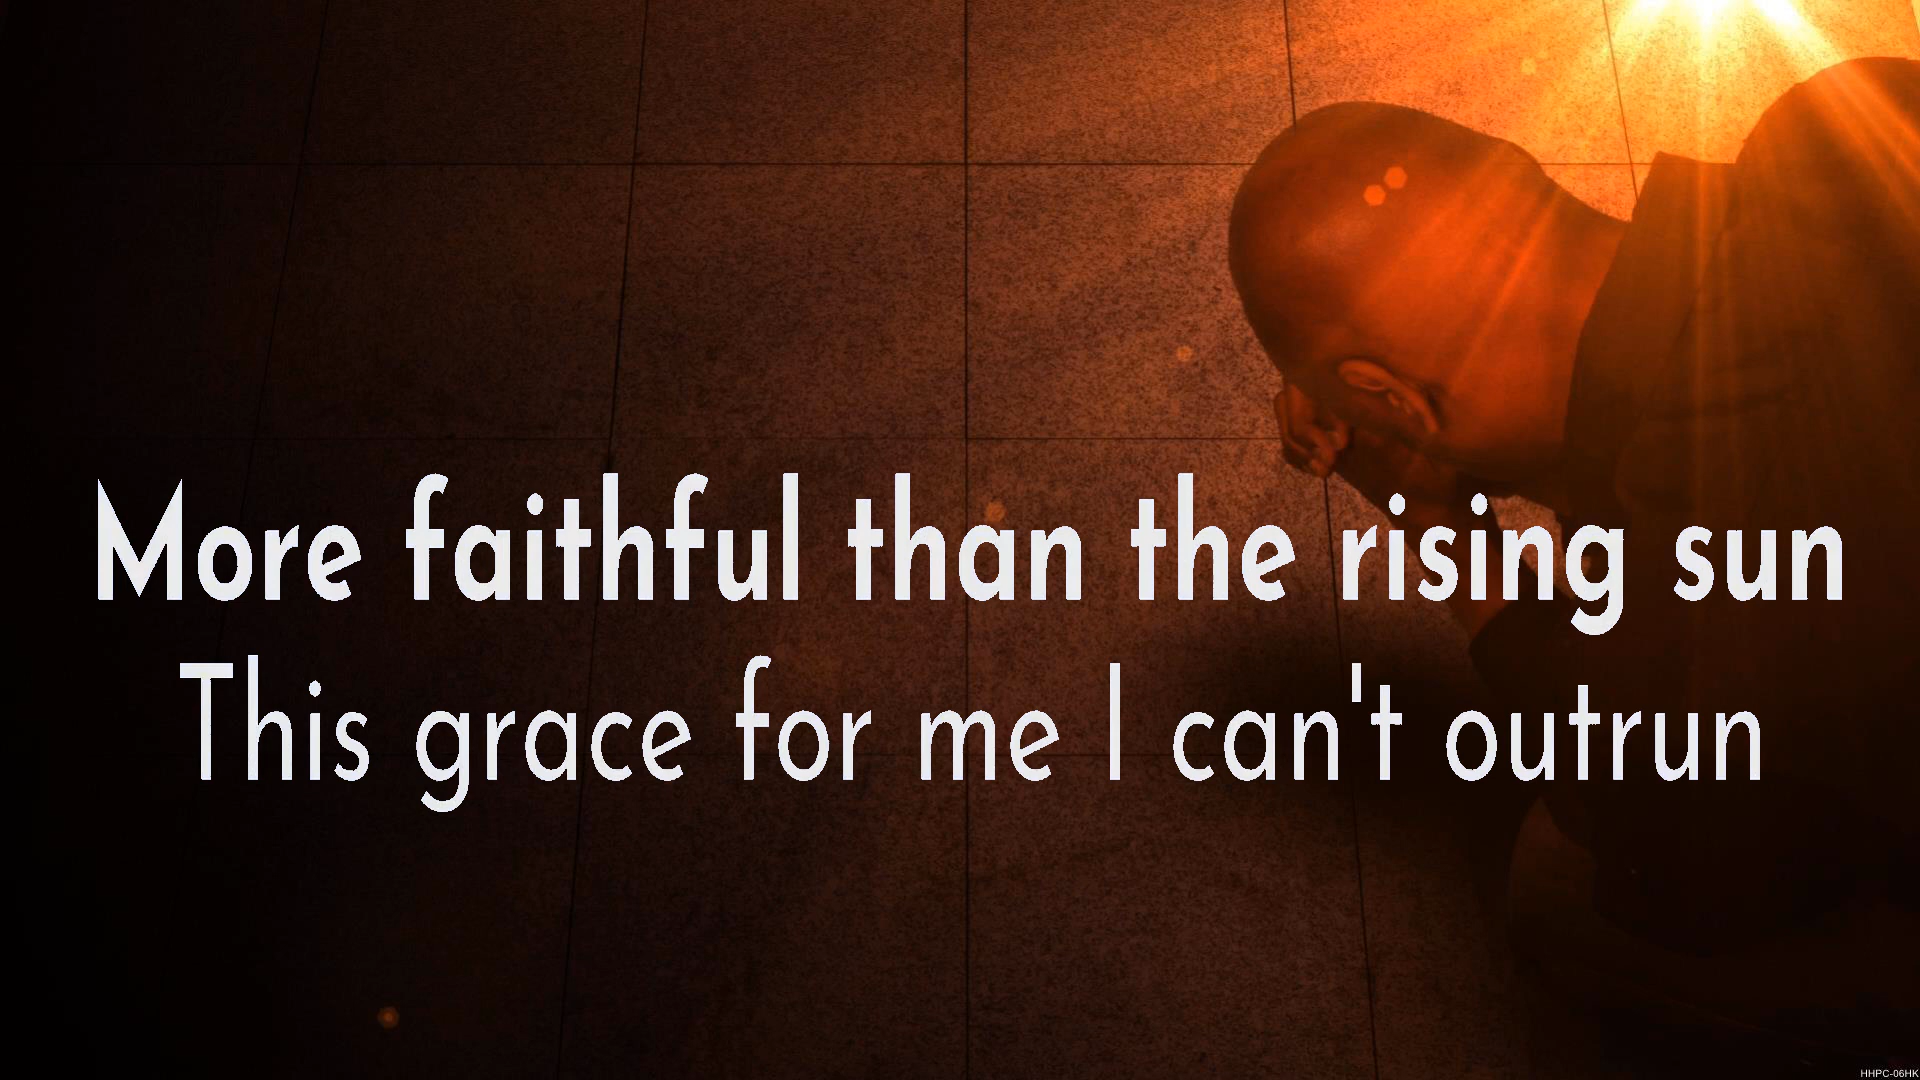 More faithful than the rising sun
This grace for me I can't outrun
HHPC-06HK